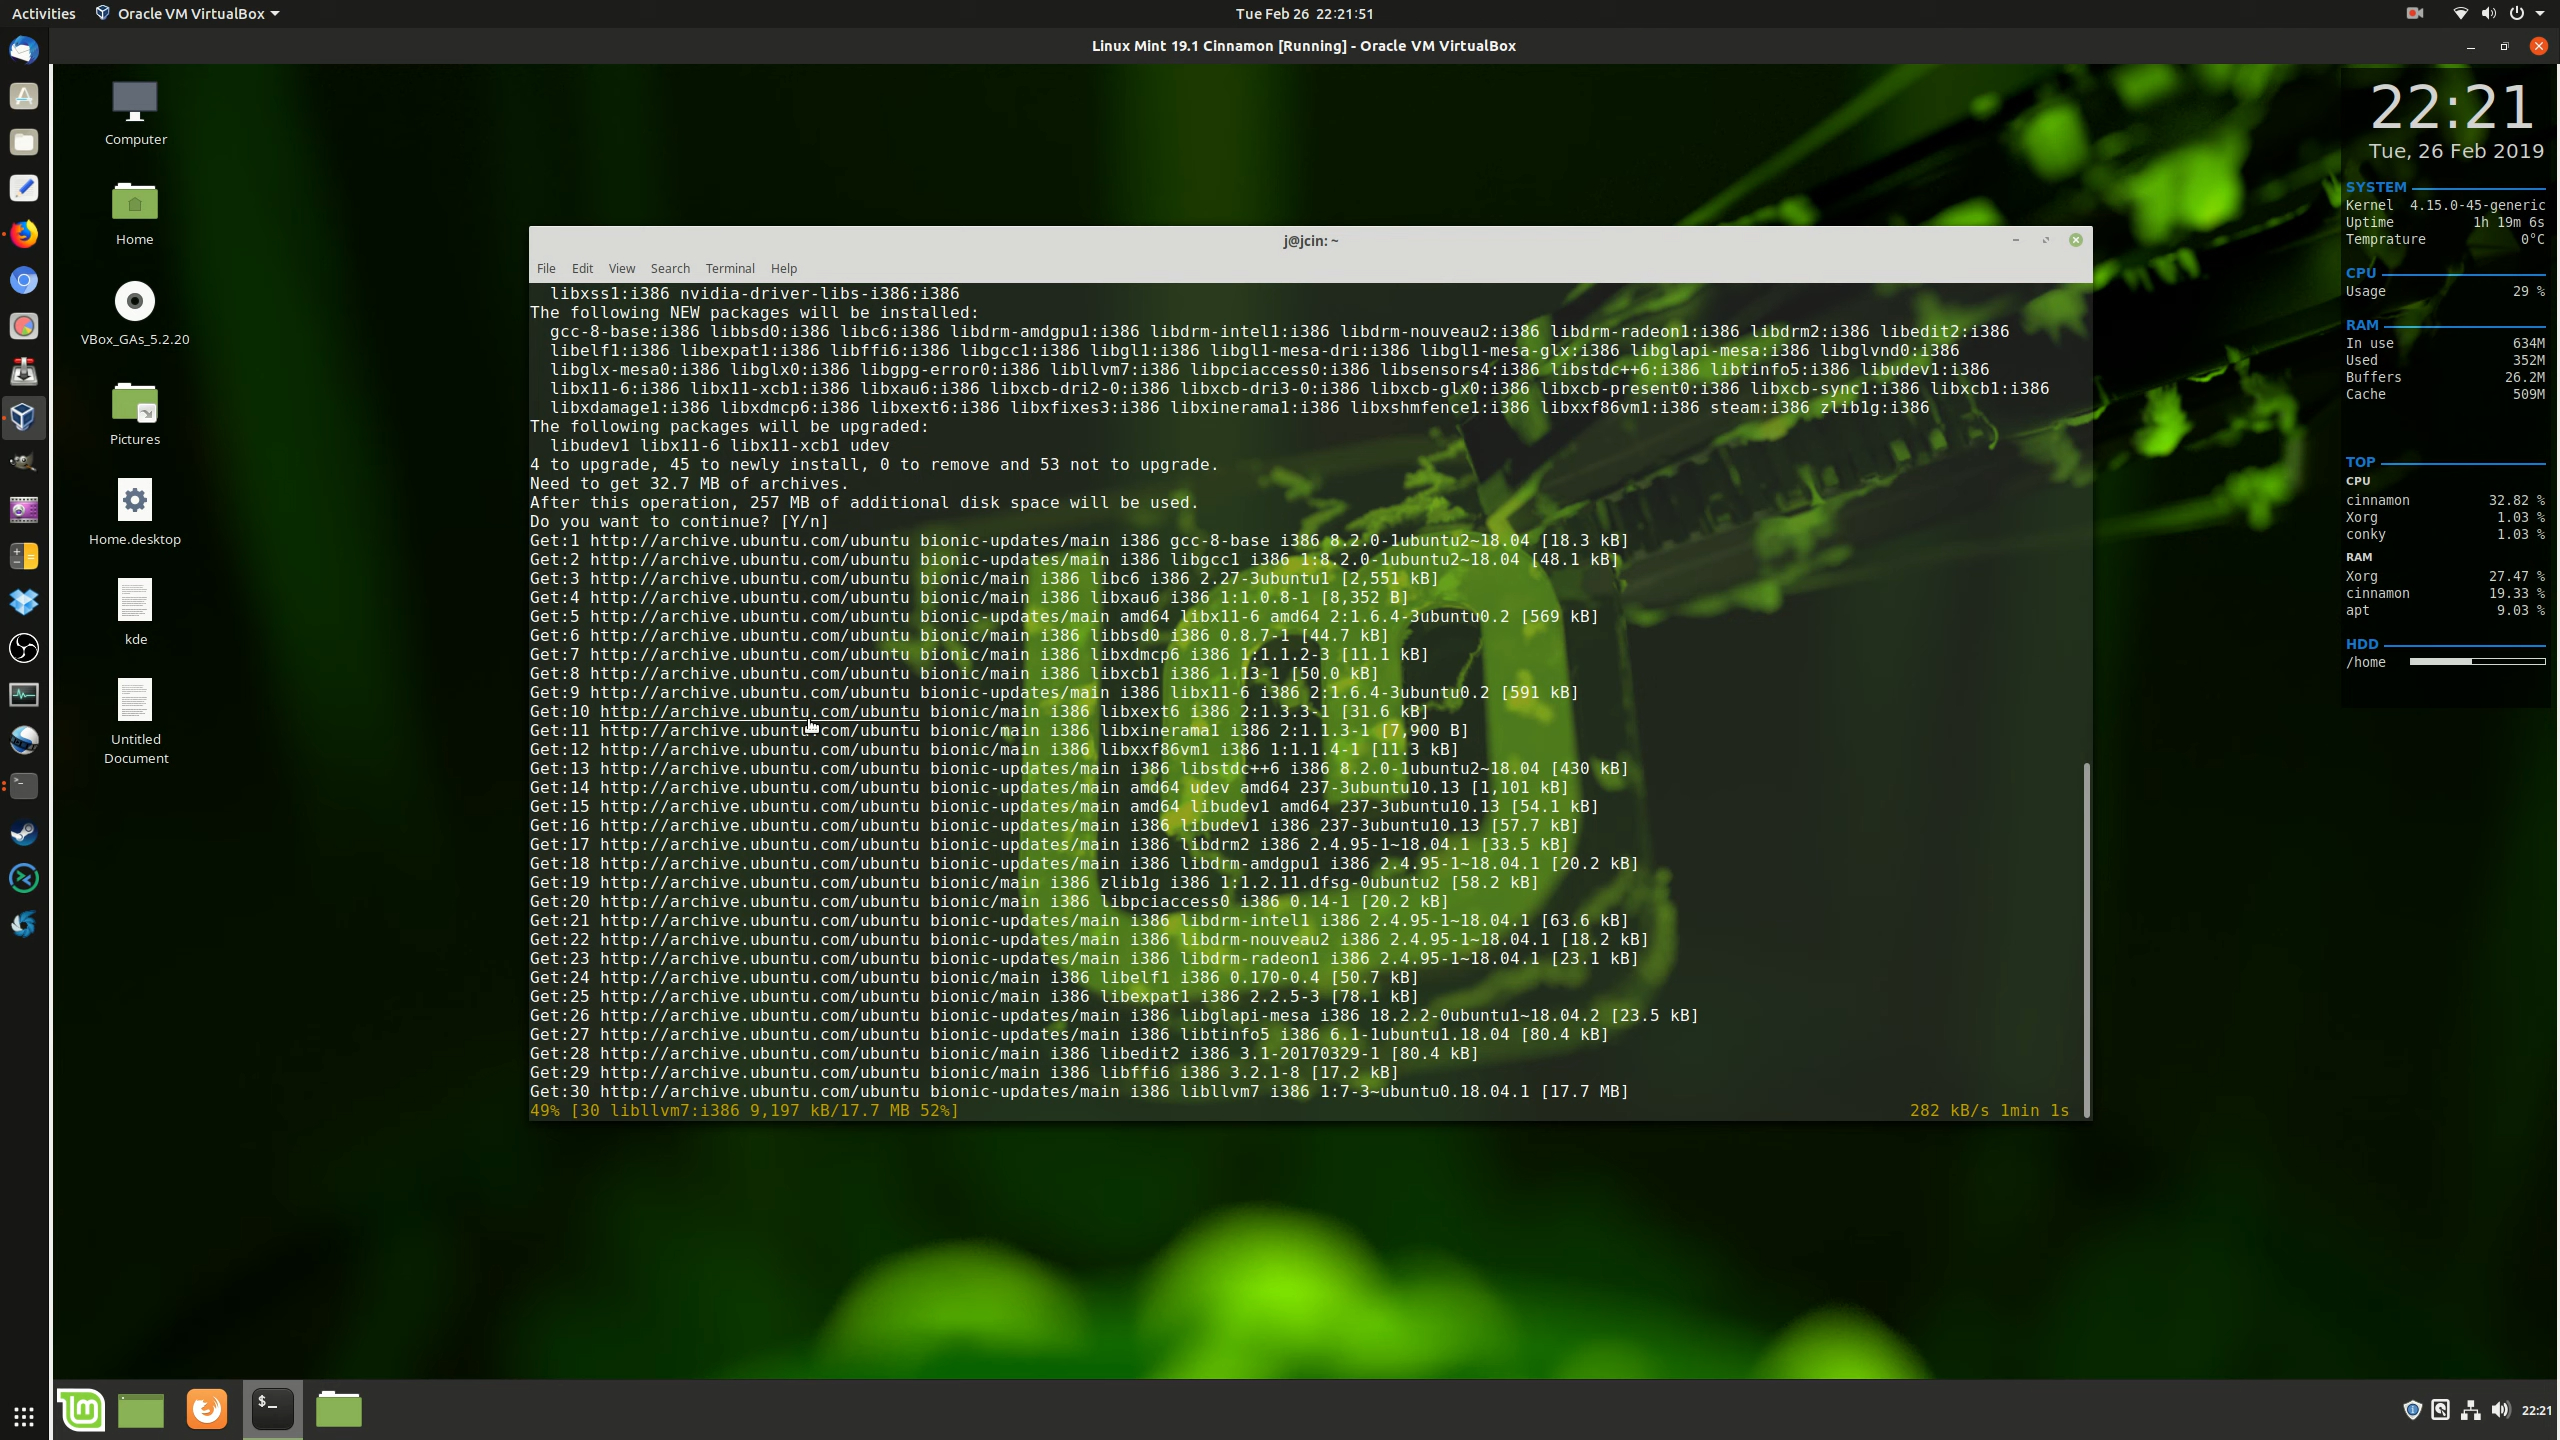 Activities
Oracle VM VirtualBox
Tue Feb 26  22:21:51
Linux Mint 19.1 Cinnamon [Running] - Oracle VM VirtualBox
Computer
Home
VBox_GAs_5.2.20
Pictures
Home.desktop
kde
Untitled
Document
j@jcin: ~
File Edit View Search Terminal Help
libxss1:i386 nvidia-driver-libs-i386:i386
The following NEW packages will be installed:
gcc-8-base:i386 libbsd0:i386 libc6:i386 libdrm-amdgpu1:i386 libdrm-intel1:i386 libdrm-nouveau2:i386 libdrm-radeon1:i386 libdrm2:i386 libedit2:i386
libelf1:i386 libexpat1:i386 libffi6:i386 libgcc1:i386 libgl1:i386 libgl1-mesa-dri:i386 libgl1-mesa-glx:i386 libglapi-mesa:i386 libglvnd0:i386
libglx-mesa0:i386 libglx0:i386 libgpg-error0:i386 libllvm7:i386 libpciaccess0:i386 libsensors4:i386 libstdc++6:i386 libtinfo5:i386 libudev1:i386
libx11-6:i386 libx11-xcb1:i386 libxau6:i386 libxcb-dri2-0:i386 libxcb-dri3-0:i386 libxcb-glx0:i386 libxcb-present0:i386 libxcb-sync1:i386 libxcb1:i386
libxdamage1:i386 libxdmcp6:i386 libxext6:i386 libxfixes3:i386 libxinerama1:i386 libxshmfence1:i386 libxxf86vm1:i386 steam:i386 zlib1g:i386
The following packages will be upgraded:
libudev1 libx11-6 libx11-xcb1 udev
4 to upgrade, 45 to newly install, 0 to remove and 53 not to upgrade.
Need to get 32.7 MB of archives.
After this operation, 257 MB of additional disk space will be used.
Do you want to continue? [Y/n]
Get:1 http://archive.ubuntu.com/ubuntu bionic-updates/main i386 gcc-8-base i386 8.2.0-1ubuntu2~18.04 [18.3 kB]
Get:2 http://archive.ubuntu.com/ubuntu bionic-updates/main i386 libgcc1 i386 1:8.2.0-1ubuntu2~18.04 [48.1 kB]
Get:3 http://archive.ubuntu.com/ubuntu bionic/main i386 libc6 i386 2.27-3ubuntu1 [2,551 kB]
Get:4 http://archive.ubuntu.com/ubuntu bionic/main i386 libxau6 i386 1:1.0.8-1 [8,352 B]
Get:5 http://archive.ubuntu.com/ubuntu bionic-updates/main amd64 libx11-6 amd64 2:1.6.4-3ubuntu0.2 [569 kB]
Get:6 http://archive.ubuntu.com/ubuntu bionic/main i386 libbsd0 i386 0.8.7-1 [44.7 kB]
Get:7 http://archive.ubuntu.com/ubuntu bionic/main i386 libxdmcp6 i386 1:1.1.2-3 [11.1 kB]
Get:8 http://archive.ubuntu.com/ubuntu bionic/main i386 libxcb1 i386 1.13-1 [50.0 kB]
Get:9 http://archive.ubuntu.com/ubuntu bionic-updates/main i386 libx11-6 i386 2:1.6.4-3ubuntu0.2 [591 kB]
Get:10 http://archive.ubuntu.com/ubuntu bionic/main i386 libxext6 i386 2:1.3.3-1 [31.6 kB]
Get:11 http://archive.ubuntu.com/ubuntu bionic/main i386 libxinerama1 i386 2:1.1.3-1 [7,900 B]
Get:12 http://archive.ubuntu.com/ubuntu bionic/main i386 libxxf86vm1 i386 1:1.1.4-1 [11.3 kB]
Get:13 http://archive.ubuntu.com/ubuntu bionic-updates/main i386 libstdc++6 i386 8.2.0-1ubuntu2~18.04 [430 kB]
Get:14 http://archive.ubuntu.com/ubuntu bionic-updates/main amd64 udev amd64 237-3ubuntu10.13 [1,101 kB]
Get:15 http://archive.ubuntu.com/ubuntu bionic-updates/main amd64 libudev1 amd64 237-3ubuntu10.13 [54.1 kB]
Get:16 http://archive.ubuntu.com/ubuntu bionic-updates/main i386 libudev1 i386 237-3ubuntu10.13 [57.7 kB]
Get:17 http://archive.ubuntu.com/ubuntu bionic-updates/main i386 libdrm2 i386 2.4.95-1~18.04.1 [33.5 kB]
Get:18 http://archive.ubuntu.com/ubuntu bionic-updates/main i386 libdrm-amdgpu1 i386 2.4.95-1~18.04.1 [20.2 kB]
Get:19 http://archive.ubuntu.com/ubuntu bionic/main i386 zlib1g i386 1:1.2.11.dfsg-0ubuntu2 [58.2 kB]
Get:20 http://archive.ubuntu.com/ubuntu bionic/main i386 libpciaccess0 i386 0.14-1 [20.2 kB]
Get:21 http://archive.ubuntu.com/ubuntu bionic-updates/main i386 libdrm-intel1 i386 2.4.95-1~18.04.1 [63.6 kB]
Get:22 http://archive.ubuntu.com/ubuntu bionic-updates/main i386 libdrm-nouveau2 i386 2.4.95-1~18.04.1 [18.2 kB]
Get:23 http://archive.ubuntu.com/ubuntu bionic-updates/main i386 libdrm-radeon1 i386 2.4.95-1~18.04.1 [23.1 kB]
Get:24 http://archive.ubuntu.com/ubuntu bionic/main i386 libelf1 i386 0.170-0.4 [50.7 kB]
Get:25 http://archive.ubuntu.com/ubuntu bionic/main i386 libexpat1 i386 2.2.5-3 [78.1 kB]
Get:26 http://archive.ubuntu.com/ubuntu bionic-updates/main i386 libglapi-mesa i386 18.2.2-0ubuntu1~18.04.2 [23.5 kB]
Get:27 http://archive.ubuntu.com/ubuntu bionic-updates/main i386 libtinfo5 i386 6.1-1ubuntu1.18.04 [80.4 kB]
Get:28 http://archive.ubuntu.com/ubuntu bionic/main i386 libedit2 i386 3.1-20170329-1 [80.4 kB]
Get:29 http://archive.ubuntu.com/ubuntu bionic/main i386 libffi6 i386 3.2.1-8 [17.2 kB]
Get:30 http://archive.ubuntu.com/ubuntu bionic-updates/main i386 libllvm7 i386 1:7-3~ubuntu0.18.04.1 [17.7 MB]
49% [30 libllvm7:i386 9,197 kB/17.7 MB 52%] 282 kB/s 1min 1s
22:21
Tue, 26 Feb 2019
SYSTEM
Kernel 4.15.0-45-generic
Uptime 1h 19m 6s
Temprature 0°C
CPU
Usage 29 %
RAM
In use 634M
Used 352M
Buffers 26.2M
Cache 509M
TOP
CPU
cinnamon 32.82 %
Xorg 1.03 %
conky 1.03 %
RAM
Xorg 27.47 %
cinnamon 19.33 %
apt 9.03 %
HDD
/home
$_
22:21